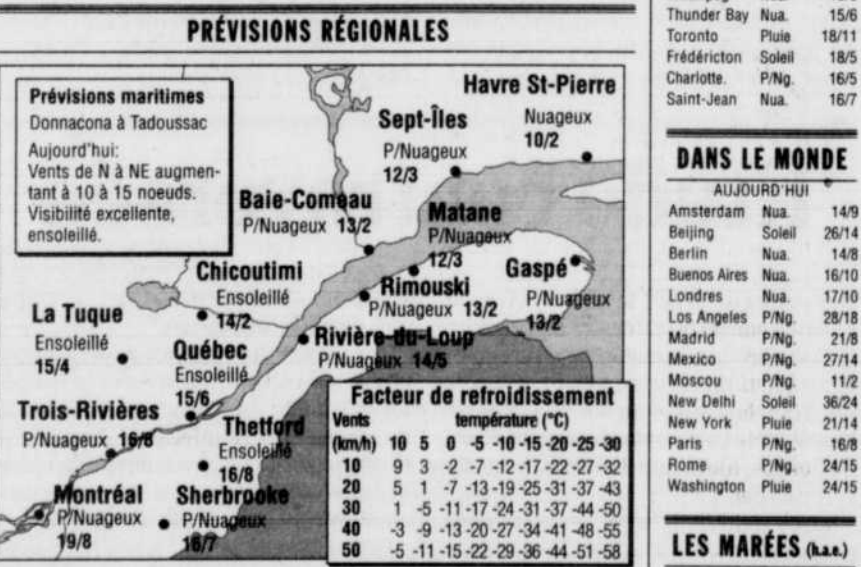 PRÉVISIONS RÉGIONALES
Prévisions maritimes
Donnacona à Tadoussac
Aujourd'hui:
Vents de N à NE augmen-
tant à 10 à 15 noeuds.
Visibilité excellente,
ensoleillé.
Havre St-Pierre
Nuageux
10/2
Sept-Îles
P/Nuageux
12/3
Baie-Comeau
P/Nuageux 13/2
Matane
P/Nuageux
12/3
Chicoutimi
Ensoleillé
14/2
Rimouski
P/Nuageux 13/2
Gaspé
P/Nuageux
13/2
La Tuque
Ensoleillé
15/4
Québec
Ensoleillé
15/6
Rivière-du-Loup
P/Nuageux 14/5
Trois-Rivières
P/Nuageux 16/8
Thetford
Ensoleillé
16/8
Montréal
P/Nuageux
19/8
Sherbrooke
P/Nuageux
16/7
Facteur de refroidissement
Vents température (°C)
(km/h) 10 5 0 -5 -10 -15 -20 -25 -30
10 9 3 -2 -7 -12 -17 -22 -27 -32
20 5 1 -7 -13 -19 -25 -31 -37 -43
30 1 -5 -11 -17 -24 -31 -37 -44 -50
40 -3 -9 -13 -20 -27 -34 -41 -48 -55
50 -5 -11 -15 -22 -29 -36 -44 -51 -58
Thunder Bay Nua. 15/6
Toronto Pluie 18/11
Frédéricton Soleil 18/5
Charlotte. P/Ng. 16/5
Saint-Jean Nua. 16/7
DANS LE MONDE
AUJOURD'HUI
Amsterdam Nua. 14/9
Beijing Soleil 26/14
Berlin Nua. 14/8
Buenos Aires Nua. 16/10
Londres Nua. 17/10
Los Angeles P/Ng. 28/18
Madrid P/Ng. 21/8
Mexico P/Ng. 27/14
Moscou P/Ng. 11/2
New Delhi Soleil 36/24
New York Pluie 21/14
Paris P/Ng. 16/8
Rome P/Ng. 24/15
Washington Pluie 24/15
LES MARÉES (h.a.e.)